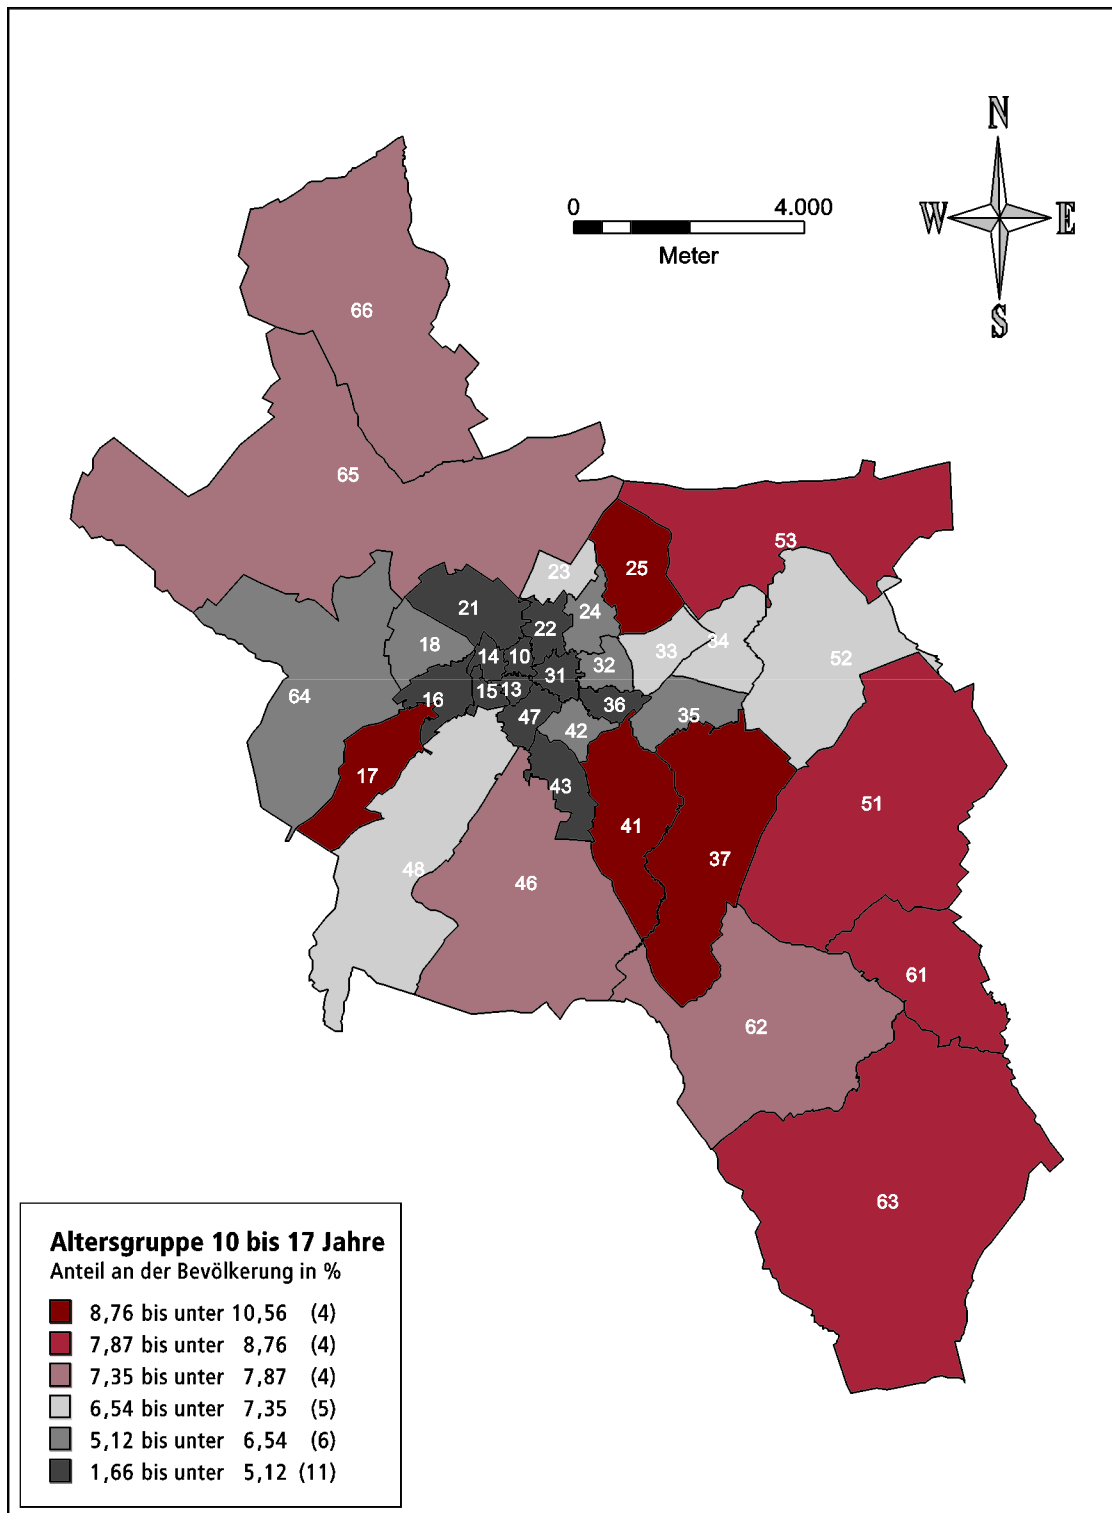 N
0 4.000
W E
Meter
S
66
65
53
25
23
21
24
22
34
18
33
14 10
52
32
31
15 13
64
16
36
47
35
42
17
43
51
41
37
48
46
61
62
63
Altersgruppe 10 bis 17 Jahre
Anteil an der Bevölkerung in %
8,76 bis unter 10,56 (4)
7,87 bis unter 8,76 (4)
7,35 bis unter 7,87 (4)
6,54 bis unter 7,35 (5)
5,12 bis unter 6,54 (6)
1,66 bis unter 5,12 (11)